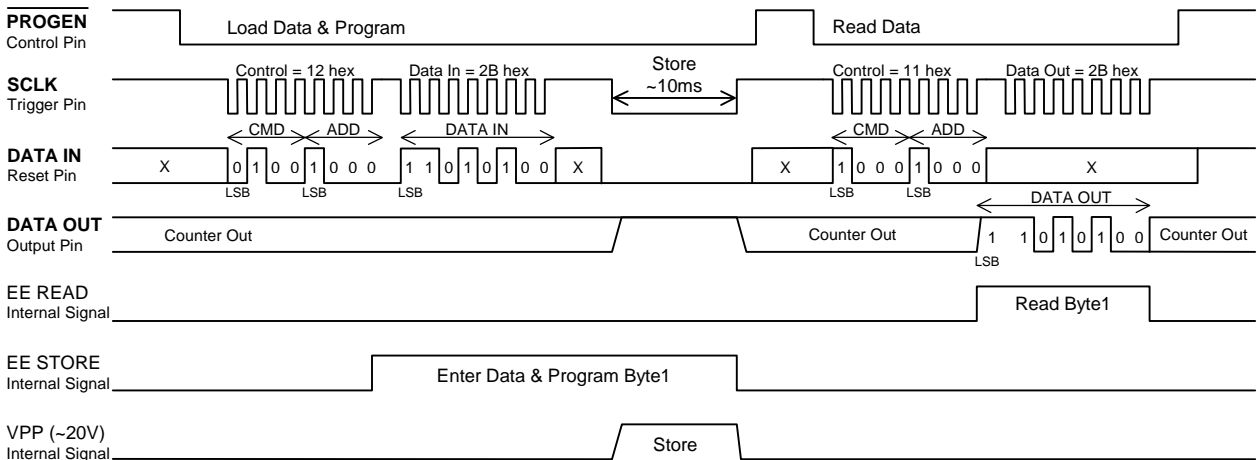 PROGEN
Control Pin
Load Data & Program
Read Data
SCLK
Trigger Pin
Control = 12 hex
Data In = 2B hex
Store
~10ms
Control = 11 hex
Data Out = 2B hex
DATA IN
Reset Pin
CMD
ADD
DATA IN
CMD
ADD
X
0 1 0 0 1 0 0 0
1 1 0 1 0 1 0 0
X
X
1 0 0 0 1 0 0 0
X
LSB
LSB
LSB
LSB
LSB
DATA OUT
DATA OUT
Output Pin
Counter Out
Counter Out
1 1 0 1 0 1 0 0
Counter Out
LSB
EE READ
Internal Signal
Read Byte1
EE STORE
Internal Signal
Enter Data & Program Byte1
VPP (~20V)
Internal Signal
Store